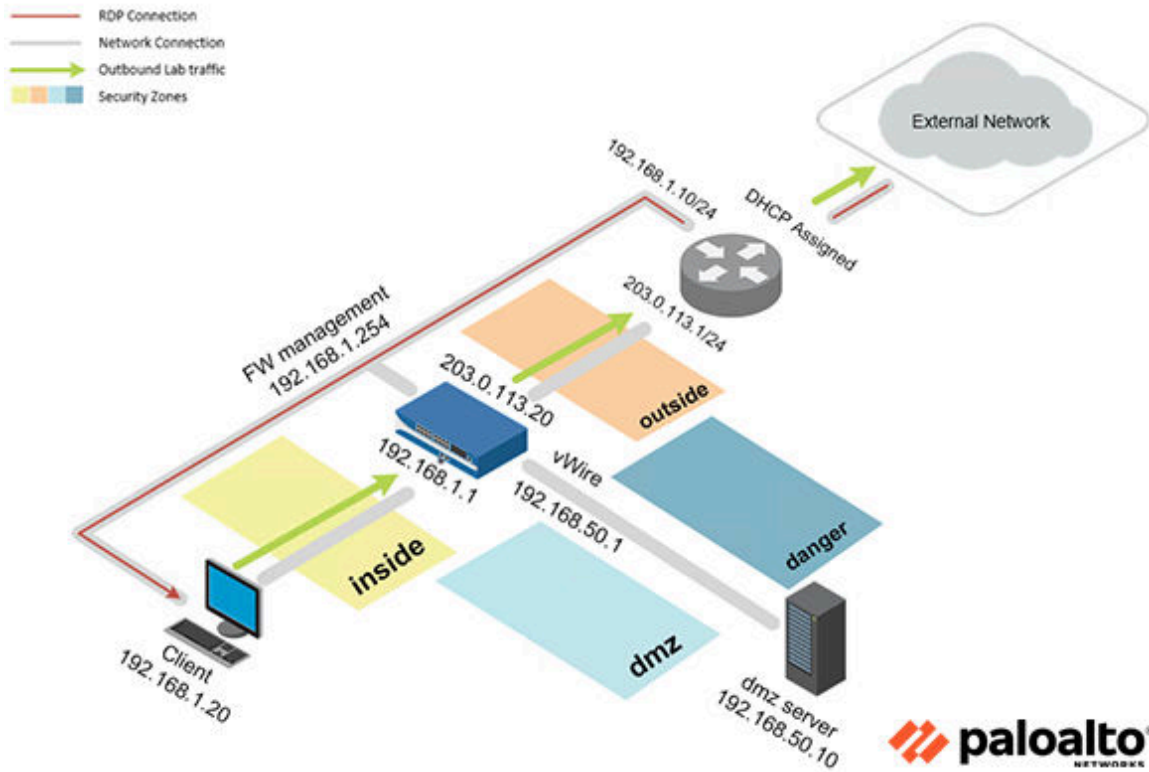 RDP Connection
Network Connection
Outbound Lab traffic
Security Zones
External Network
192.168.1.10/24
DHCP Assigned
203.0.113.1/24
FW management
192.168.1.254
203.0.113.20
outside
192.168.1.1
vWire
192.168.50.1
danger
inside
dmz
Client
192.168.1.20
dmz server
192.168.50.10
paloalto
NETWORKS